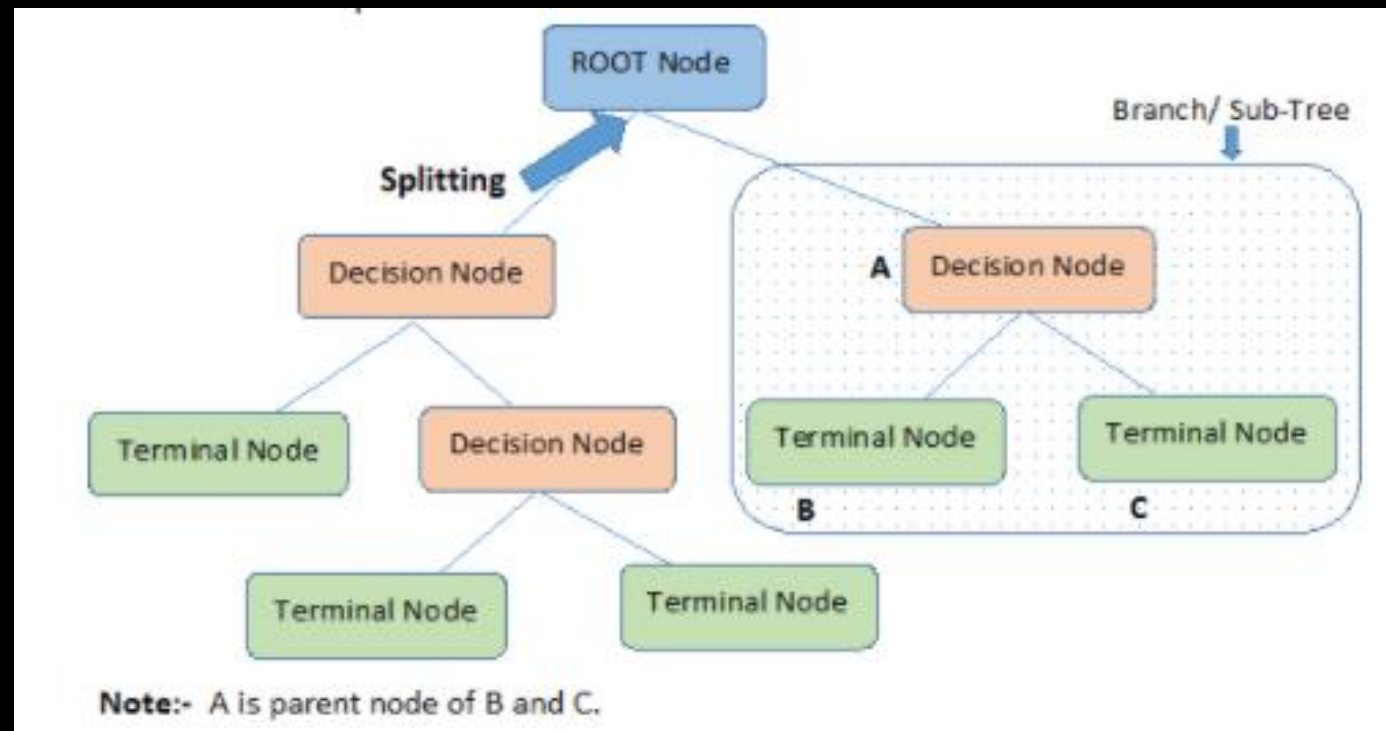 ROOT Node
Branch/ Sub-Tree
Splitting
Decision Node
A
Decision Node
Terminal Node
Decision Node
Terminal Node
Terminal Node
B
C
Terminal Node
Terminal Node
Note:- A is parent node of B and C.